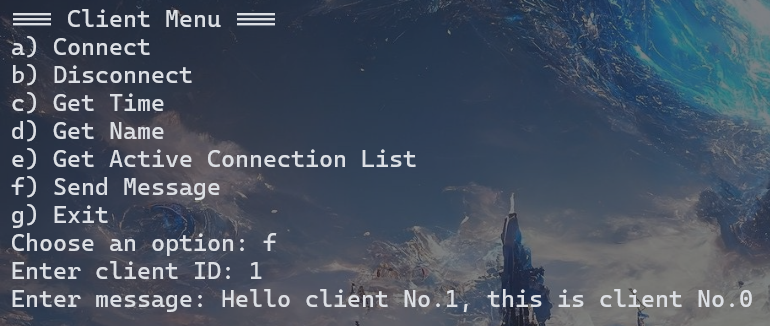 === Client Menu ===
a) Connect
b) Disconnect
c) Get Time
d) Get Name
e) Get Active Connection List
f) Send Message
g) Exit
Choose an option: f
Enter client ID: 1
Enter message: Hello client No.1, this is client No.0